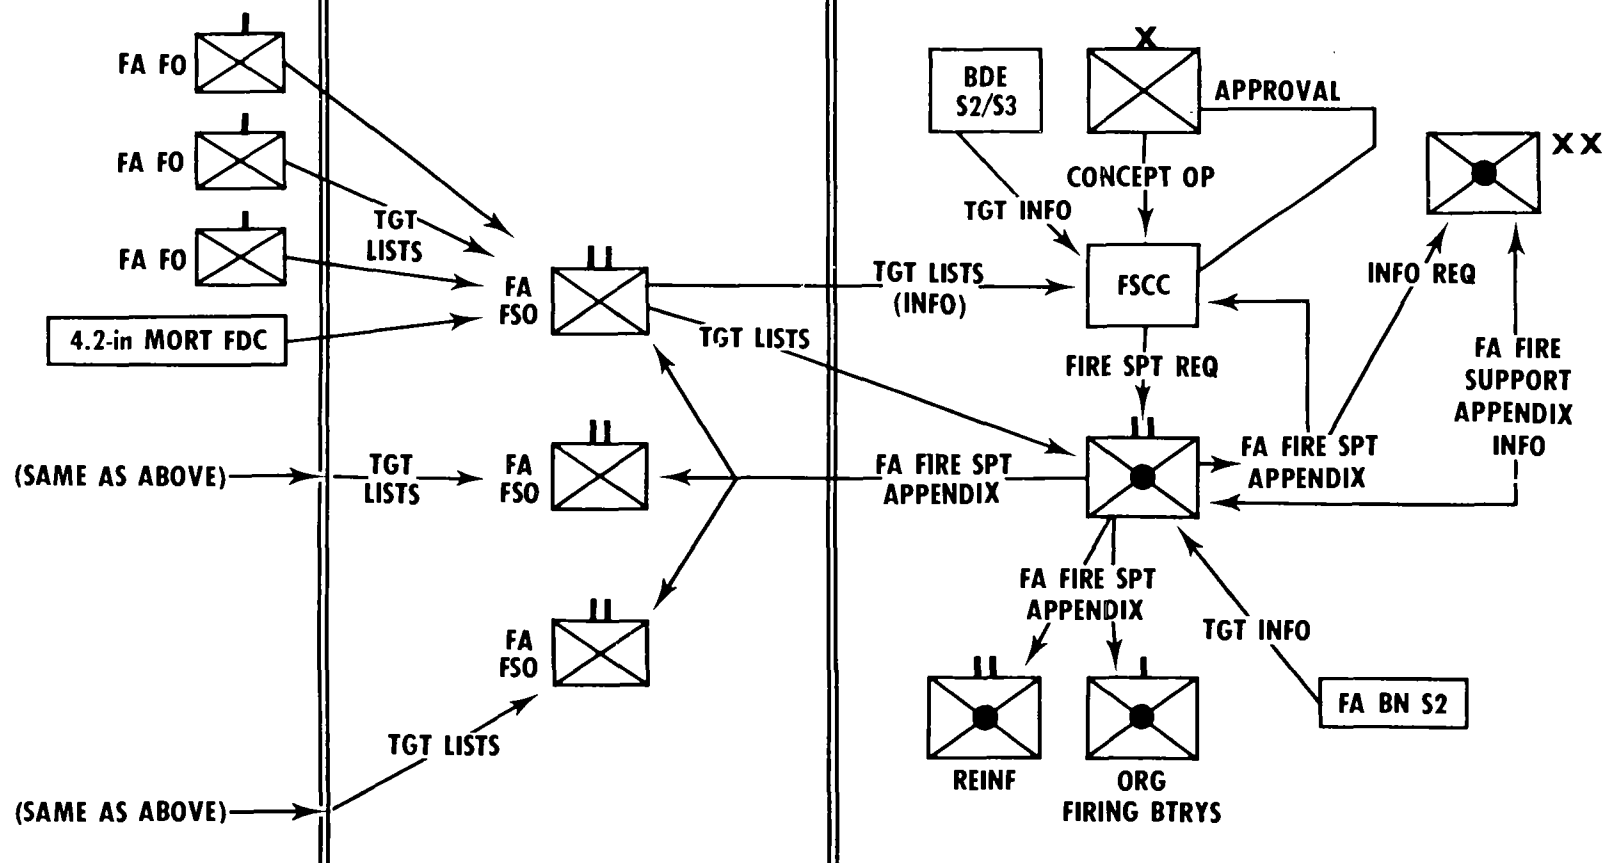 FA FO
FA FO
FA FO
4.2-in MORT FDC
(SAME AS ABOVE)
(SAME AS ABOVE)
TGT
LISTS
TGT
LISTS
TGT LISTS
FA
FSO
FA
FSO
FA
FSO
TGT LISTS
(INFO)
TGT LISTS
FA FIRE SPT
APPENDIX
BDE
S2/S3
X
APPROVAL
XX
CONCEPT OP
TGT INFO
FSCC
INFO REQ
FIRE SPT REQ
FA FIRE
SUPPORT
APPENDIX
INFO
FA FIRE SPT
APPENDIX
FA FIRE SPT
APPENDIX
TGT INFO
FA BN S2
REINF
ORG
FIRING BTRYS